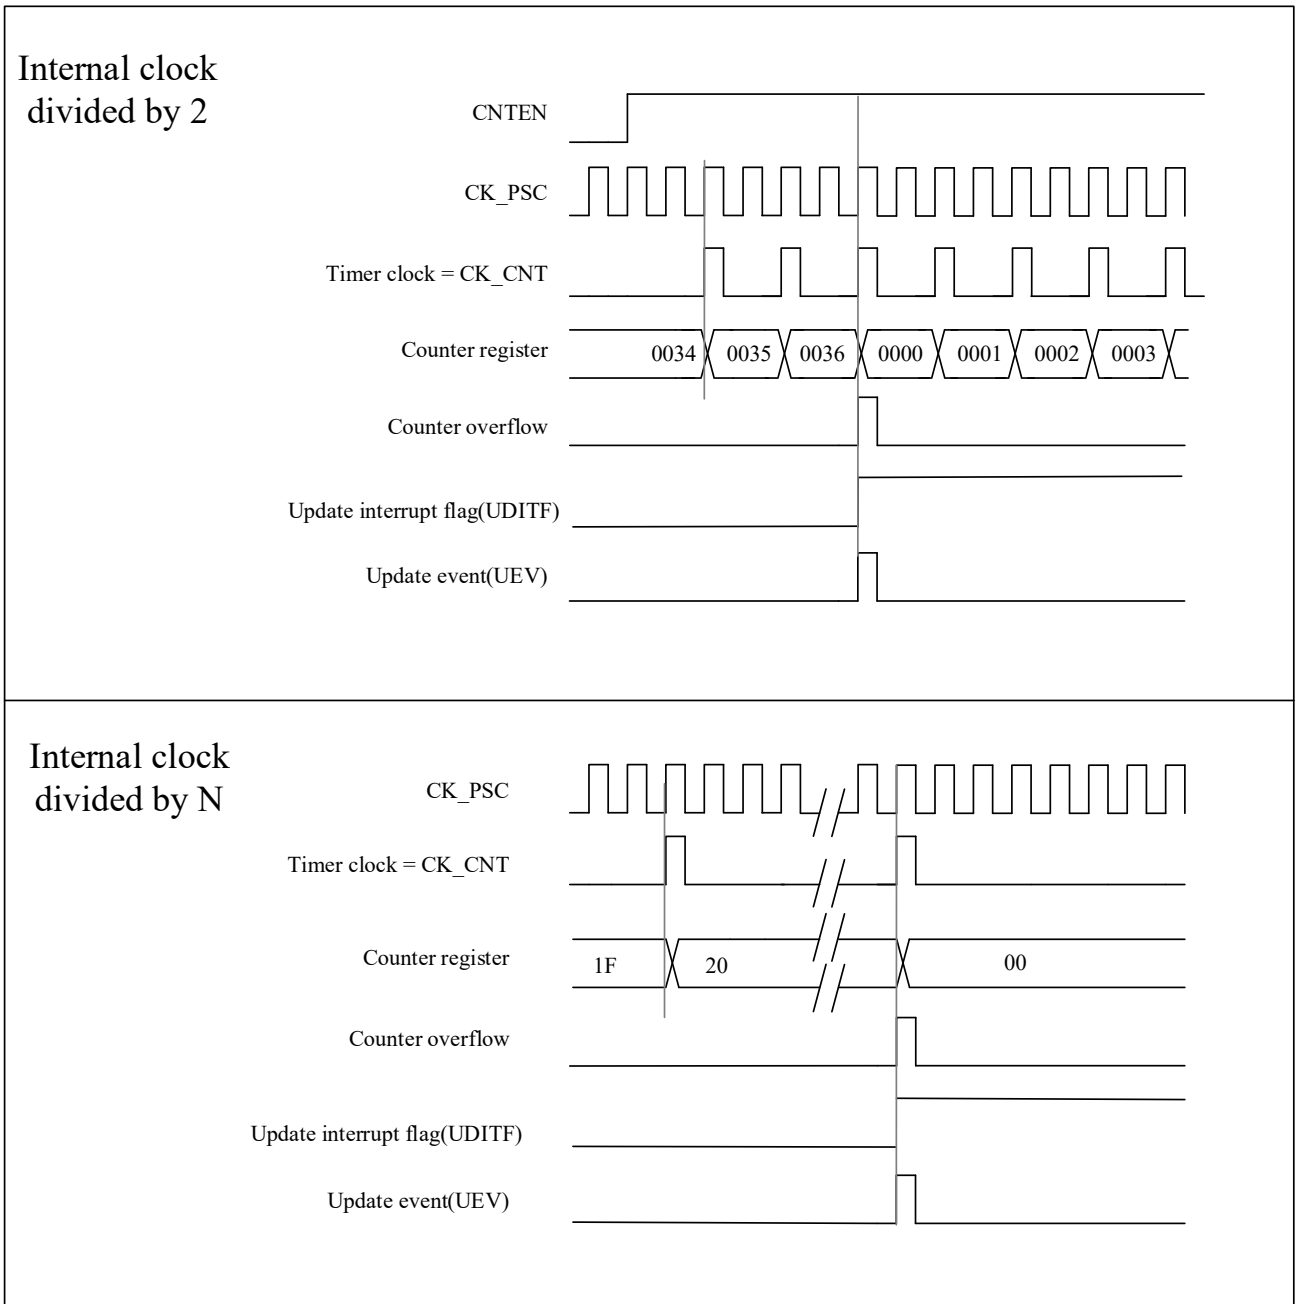 Internal clock
divided by 2
CNTEN
CK_PSC
Timer clock = CK_CNT
Counter register
0034 0035 0036 0000 0001 0002 0003
Counter overflow
Update interrupt flag(UDITF)
Update event(UEV)
Internal clock
divided by N
CK_PSC
Timer clock = CK_CNT
Counter register
1F 20 00
Counter overflow
Update interrupt flag(UDITF)
Update event(UEV)